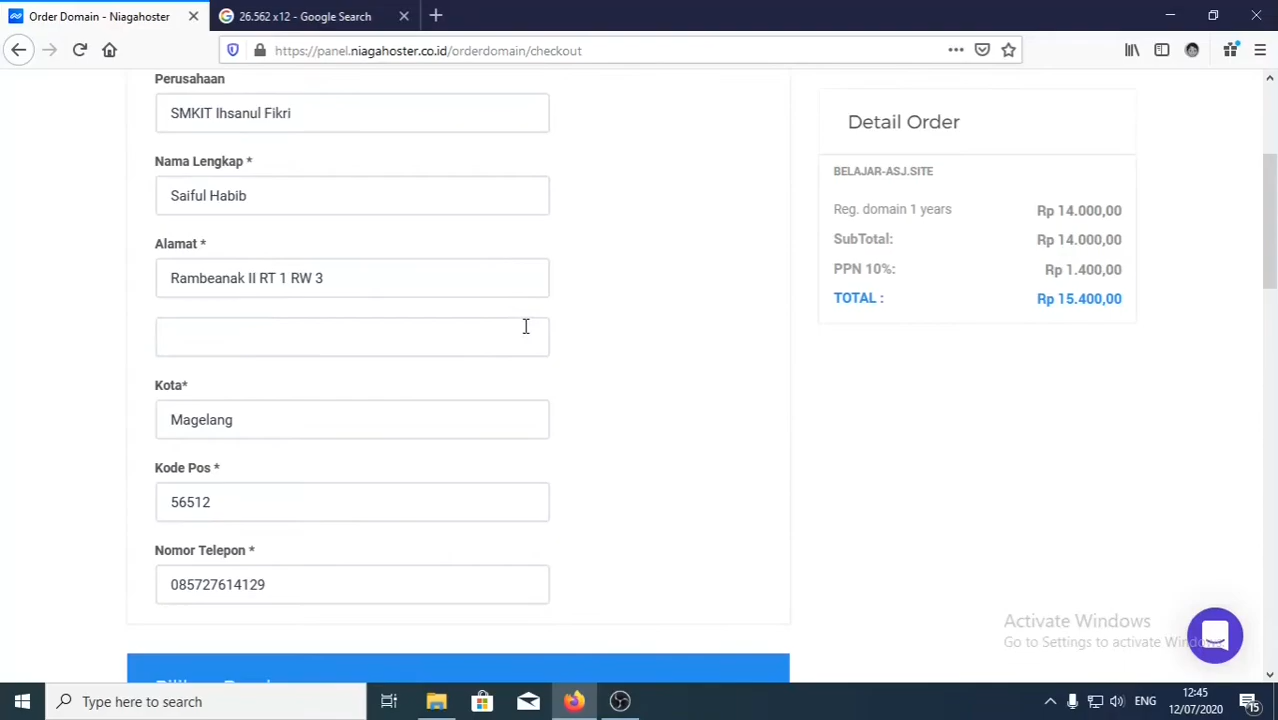 Order Domain - Niagahoster
26.562 x12 - Google Search
https://panel.niagahoster.co.id/orderdomain/checkout
Perusahaan
SMKIT Ihsanul Fikri
Nama Lengkap *
Saiful Habib
Alamat *
Rambeanak II RT 1 RW 3
Kota*
Magelang
Kode Pos *
56512
Nomor Telepon *
085727614129
Detail Order
BELAJAR-ASJ.SITE
Reg. domain 1 years Rp 14.000,00
SubTotal: Rp 14.000,00
PPN 10%: Rp 1.400,00
TOTAL : Rp 15.400,00
Activate Windows
Go to Settings to activate Windows.
Type here to search
ENG
12:45
12/07/2020
15